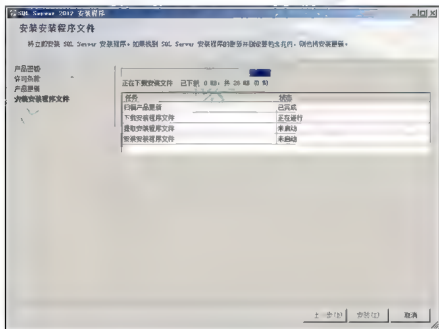 SQL Server 2012 安装程序
安装安装程序文件
将立即安装 SQL Server 安装程序。如果找到 SQL Server 安装程序的更新并指定要包含在内，则也将安装更新。
产品密钥
许可条款
产品更新
安装安装程序文件
正在下载安装文件 已下载 0 MB，共 26 MB (0 %)
任务 状态
扫描产品更新 已完成
下载安装程序文件 正在进行
提取安装程序文件 未启动
安装安装程序文件 未启动
上一步(B) 安装(I) 取消